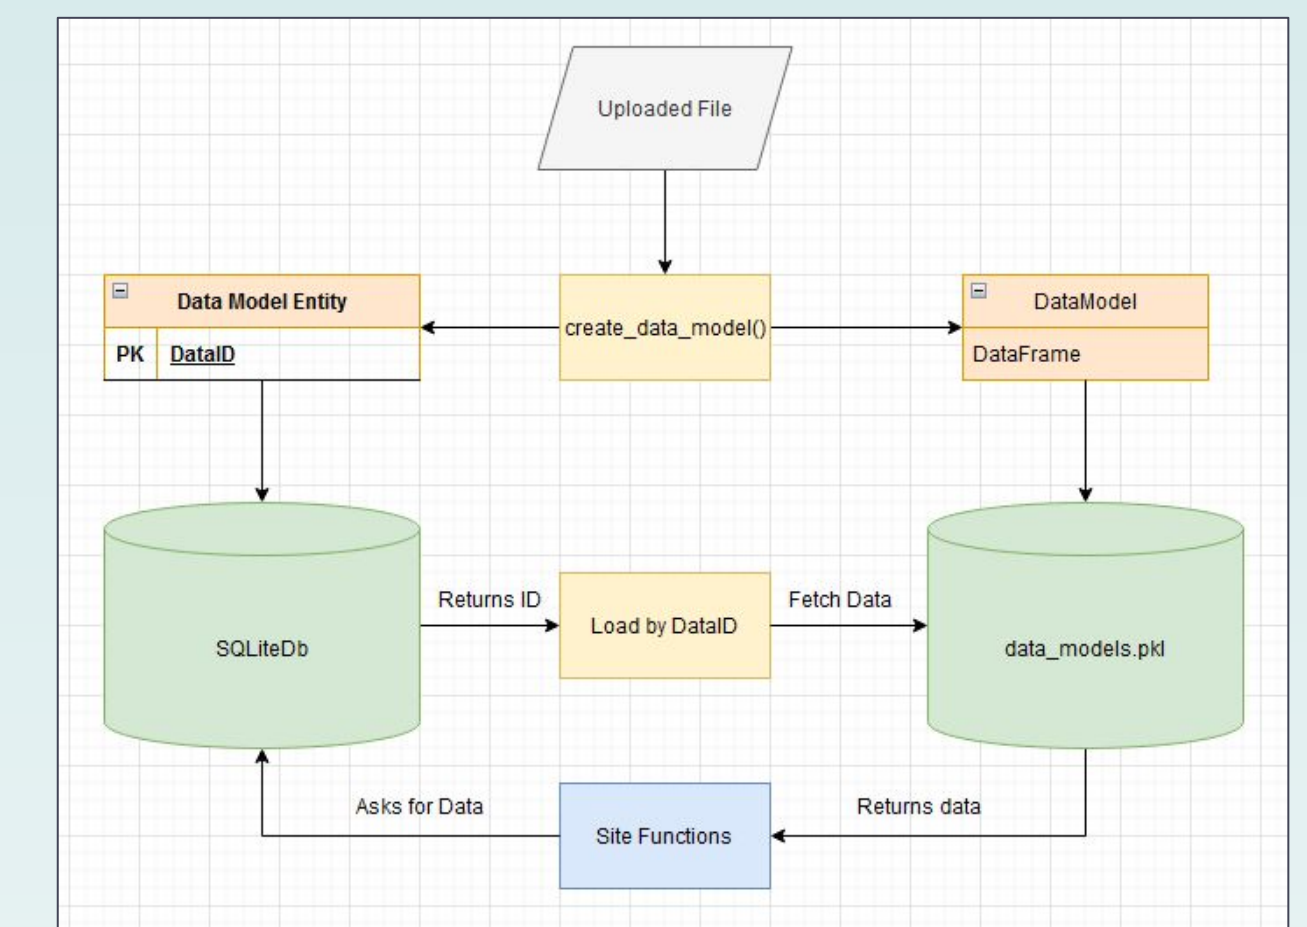 Uploaded File
Data Model Entity
PK DataID
create_data_model()
DataModel
DataFrame
SQLiteDb
Returns ID
Load by DataID
Fetch Data
data_models.pkl
Asks for Data
Site Functions
Returns data